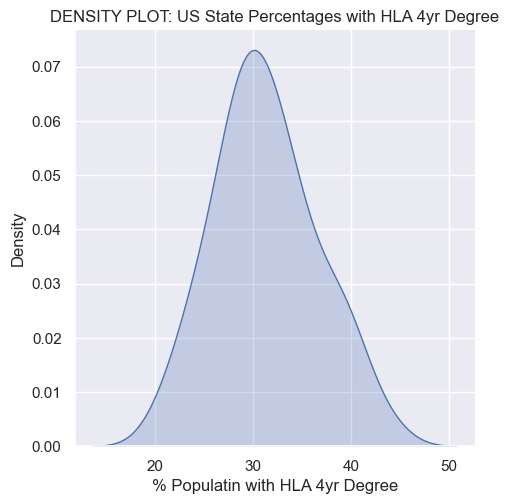 DENSITY PLOT: US State Percentages with HLA 4yr Degree
0.07
0.06
0.05
0.04
0.03
0.02
0.01
0.00
Density
20 30 40 50
% Populatin with HLA 4yr Degree